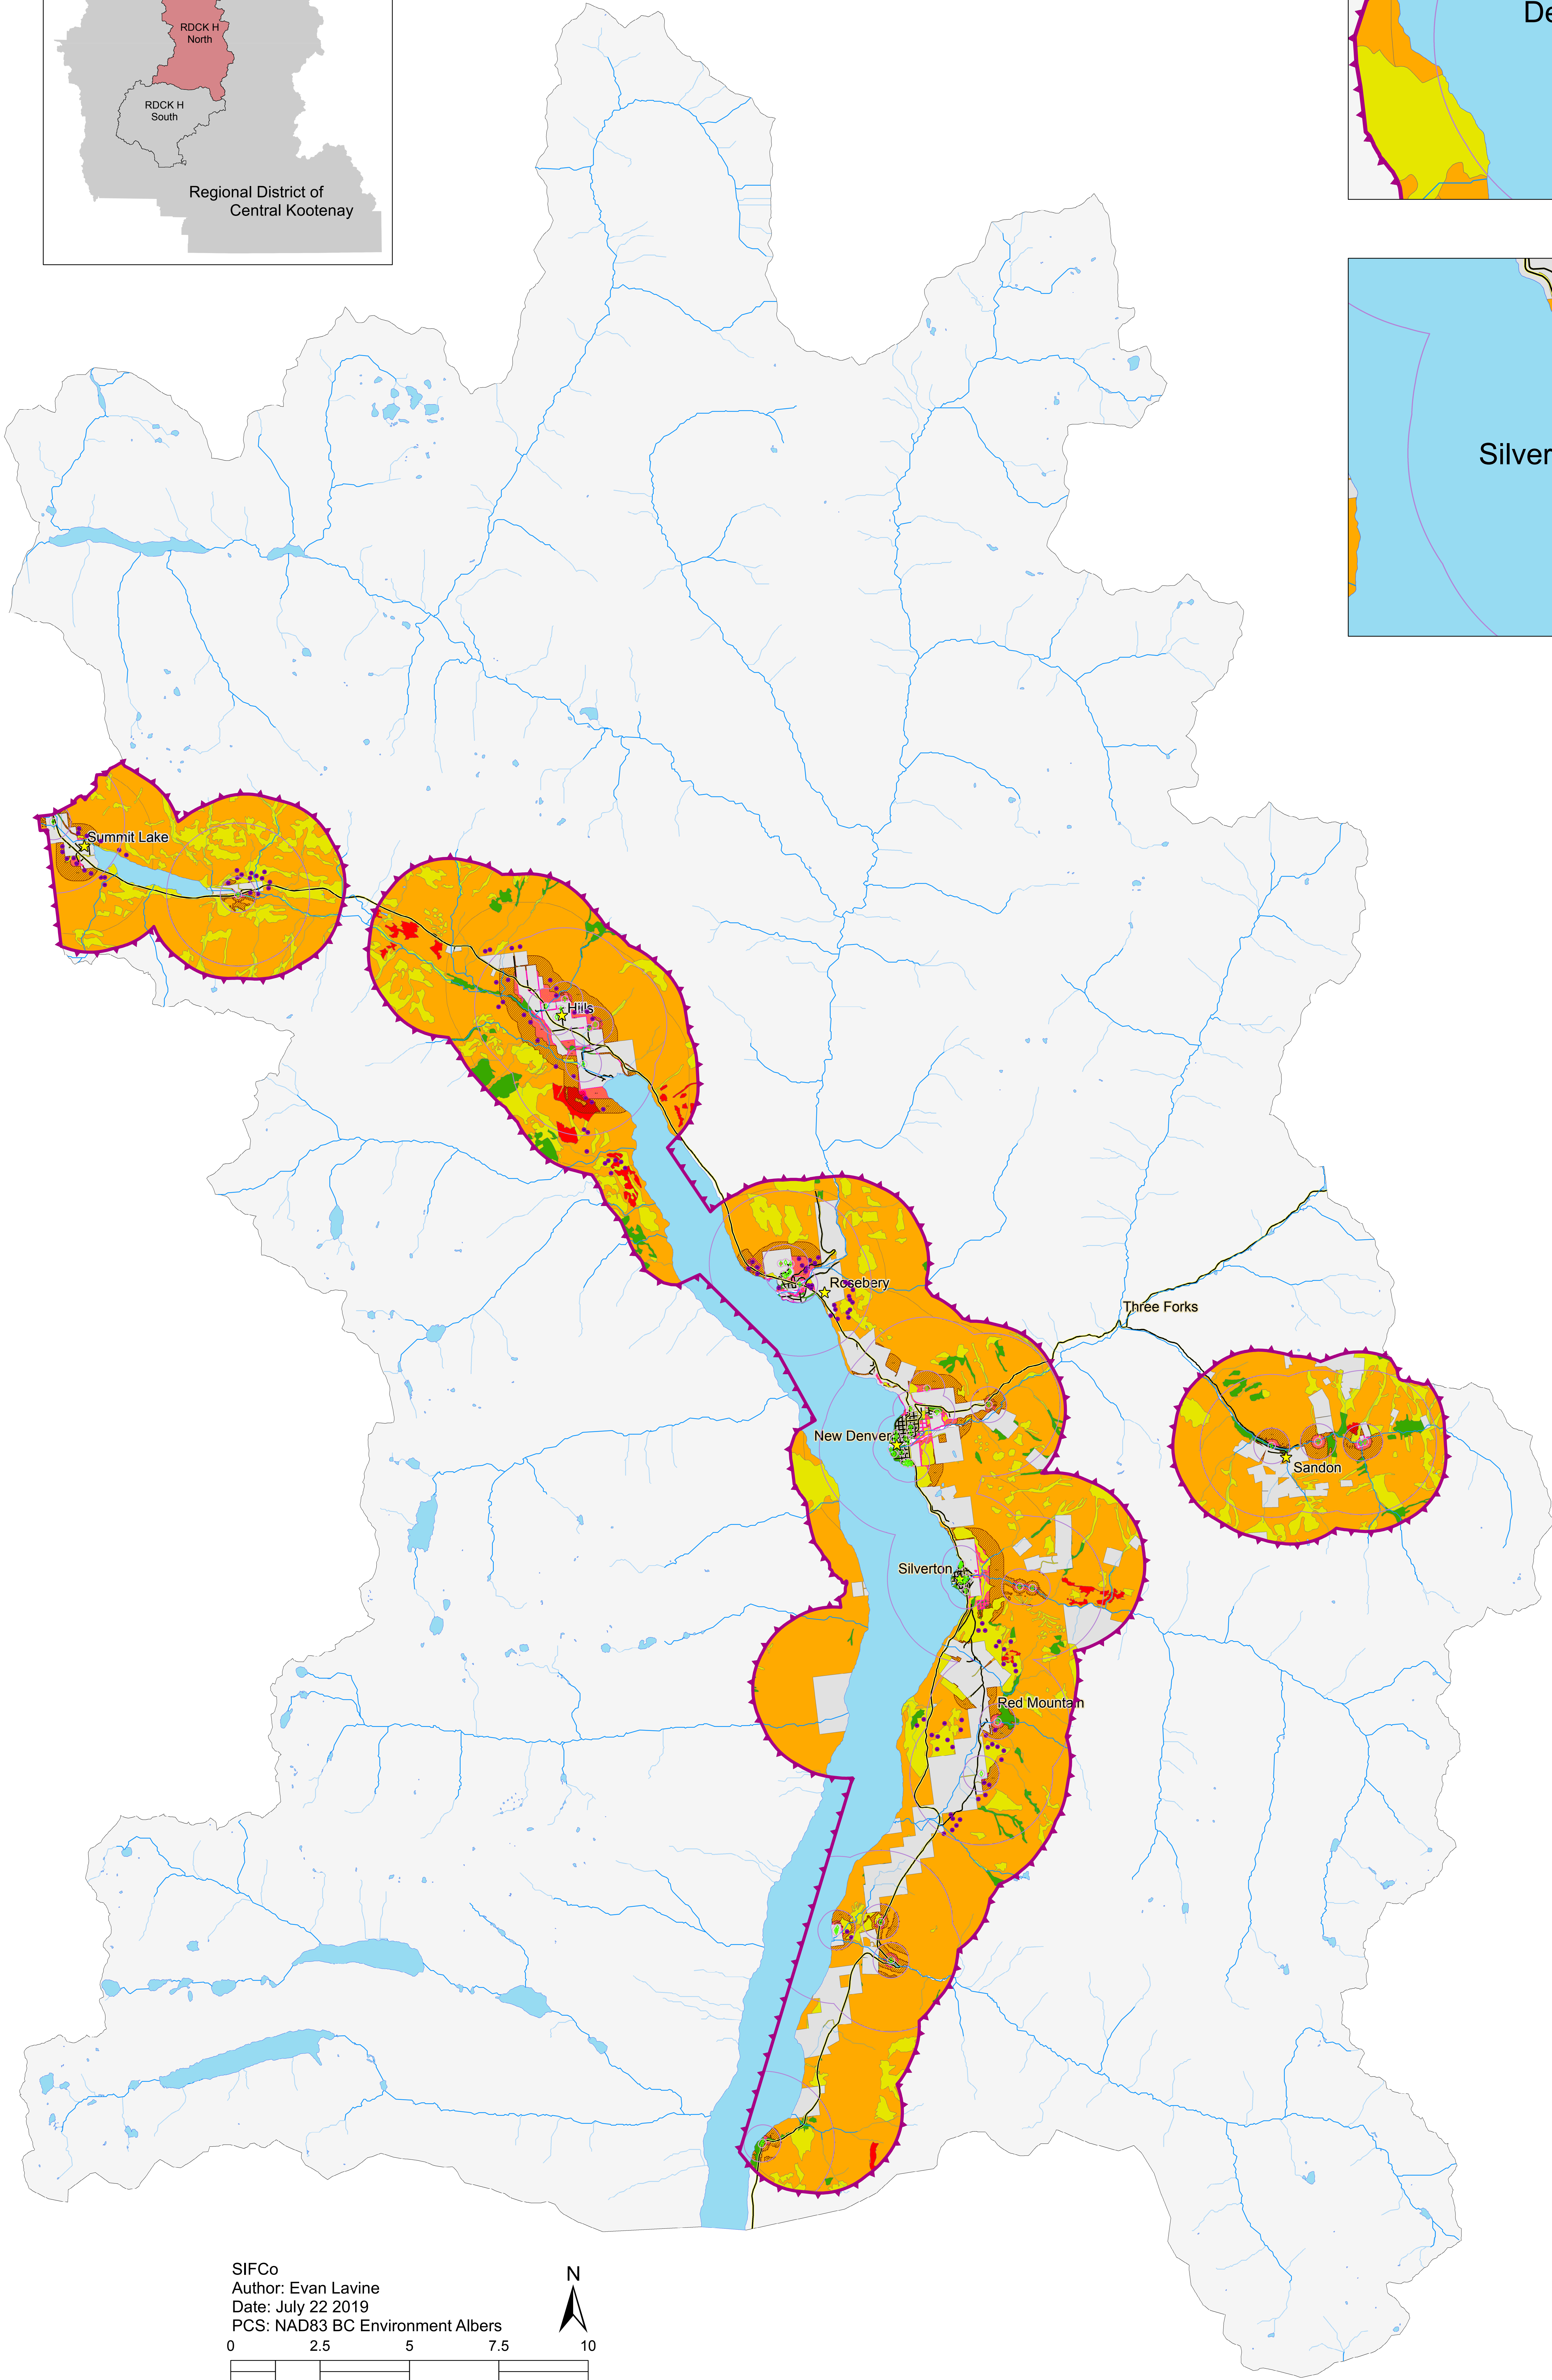 RDCK H
North
RDCK H
South
Regional District of
Central Kootenay
De
Silver
Summit Lake
Hills
Rosebery
Three Forks
New Denver
Sandon
Silverton
Red Mountain
SIFCo
Author: Evan Lavine
Date: July 22 2019
PCS: NAD83 BC Environment Albers
N
0 2.5 5 7.5 10